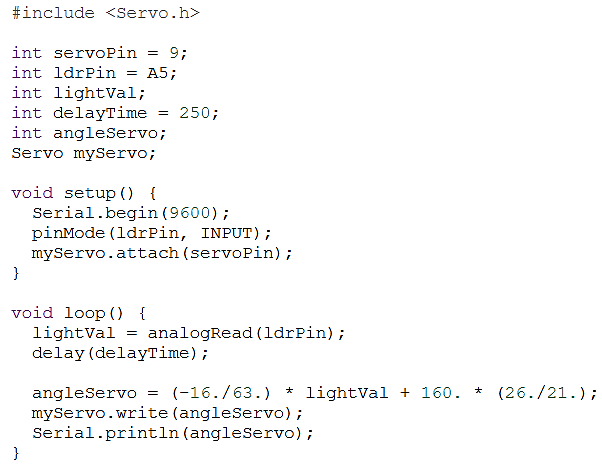 #include <Servo.h>

int servoPin = 9;
int ldrPin = A5;
int lightVal;
int delayTime = 250;
int angleServo;
Servo myServo;

void setup() {
  Serial.begin(9600);
  pinMode(ldrPin, INPUT);
  myServo.attach(servoPin);
}

void loop() {
  lightVal = analogRead(ldrPin);
  delay(delayTime);

  angleServo = (-16./63.) * lightVal + 160. * (26./21.);
  myServo.write(angleServo);
  Serial.println(angleServo);
}